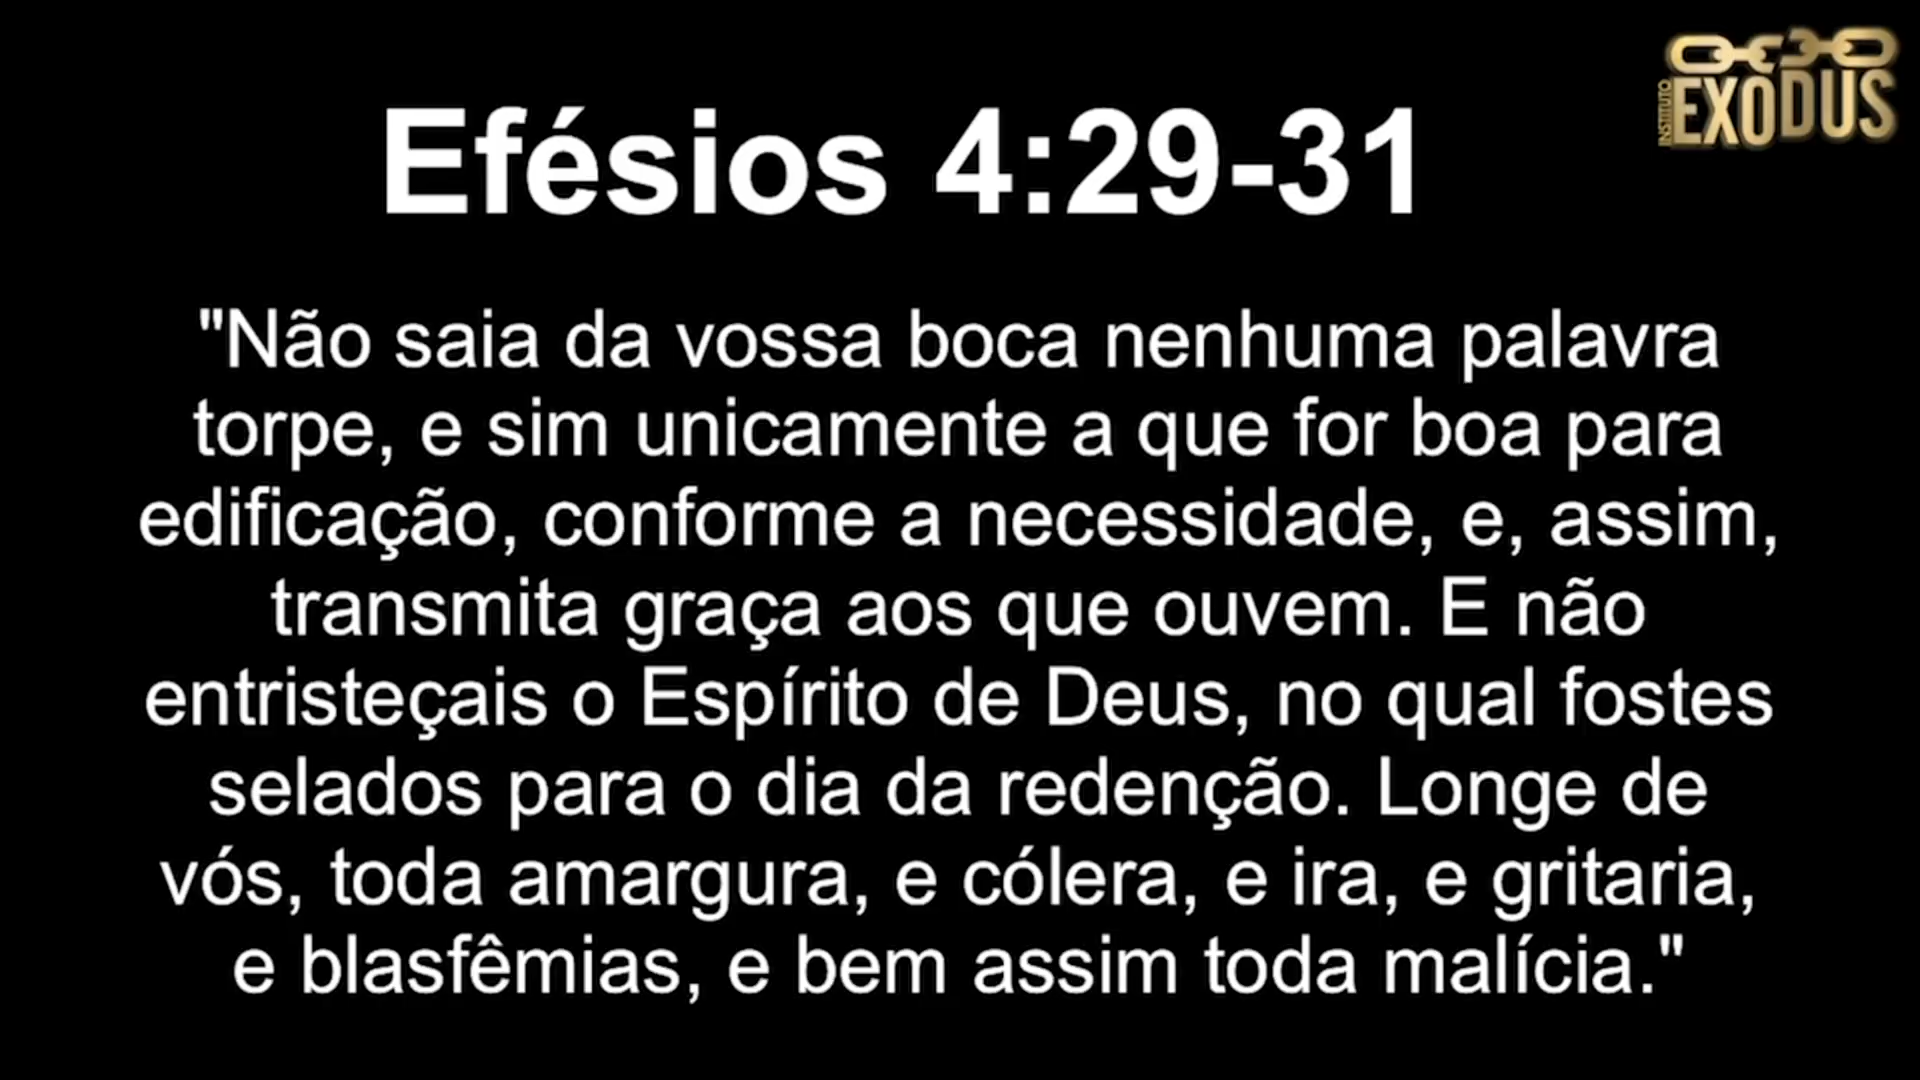 INSTITUTO
EXODUS
Efésios 4:29-31
"Não saia da vossa boca nenhuma palavra
torpe, e sim unicamente a que for boa para
edificação, conforme a necessidade, e, assim,
transmita graça aos que ouvem. E não
entristeçais o Espírito de Deus, no qual fostes
selados para o dia da redenção. Longe de
vós, toda amargura, e cólera, e ira, e gritaria,
e blasfêmias, e bem assim toda malícia."